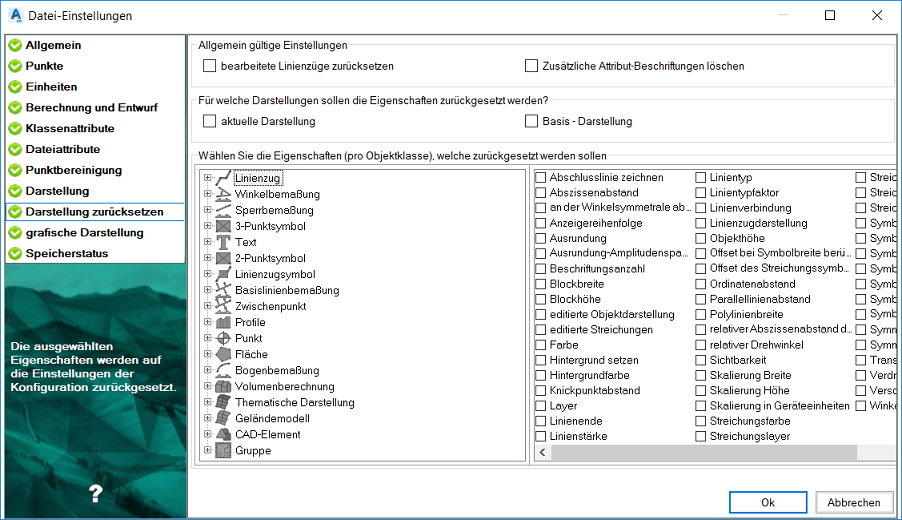 Datei-Einstellungen
Allgemein
Punkte
Einheiten
Berechnung und Entwurf
Klassenattribute
Dateiattribute
Punktbereinigung
Darstellung
Darstellung zurücksetzen
grafische Darstellung
Speicherstatus
Die ausgewählten
Eigenschaften werden auf
die Einstellungen der
Konfiguration zurückgesetzt.
?
Allgemein gültige Einstellungen
bearbeitete Linienzüge zurücksetzen
Zusätzliche Attribut-Beschriftungen löschen
Für welche Darstellungen sollen die Eigenschaften zurückgesetzt werden?
aktuelle Darstellung
Basis - Darstellung
Wählen Sie die Eigenschaften (pro Objektklasse), welche zurückgesetzt werden sollen
Linienzug
Winkelbemaßung
Sperrbemaßung
3-Punktsymbol
Text
2-Punktsymbol
Linienzugsymbol
Basislinienbemaßung
Zwischenpunkt
Profile
Punkt
Fläche
Bogenbemaßung
Volumenberechnung
Thematische Darstellung
Geländemodell
CAD-Element
Gruppe
Abschlusslinie zeichnen
Abszissenabstand
an der Winkelsymmetrale ab...
Anzeigereihenfolge
Ausrundung
Ausrundung-Amplitudenspa...
Beschriftungsanzahl
Blockbreite
Blockhöhe
editierte Objektdarstellung
editierte Streichungen
Farbe
Hintergrund setzen
Hintergrundfarbe
Knickpunktabstand
Layer
Linienende
Linienstärke
Linientyp
Linientypfaktor
Linienverbindung
Linienzugdarstellung
Objekthöhe
Offset bei Symbolbreite berü...
Offset des Streichungssymb...
Ordinatenabstand
Parallellinienabstand
Polylinienbreite
relativer Abszissenabstand d...
relativer Drehwinkel
Sichtbarkeit
Skalierung Breite
Skalierung Höhe
Skalierung in Geräteeinheiten
Streichungsfarbe
Streichungslayer
Streic
Streic
Streic
Symb
Symb
Symb
Symb
Symb
Symb
Symn
Symn
Trans
Verdr
Versc
Winke
Ok
Abbrechen